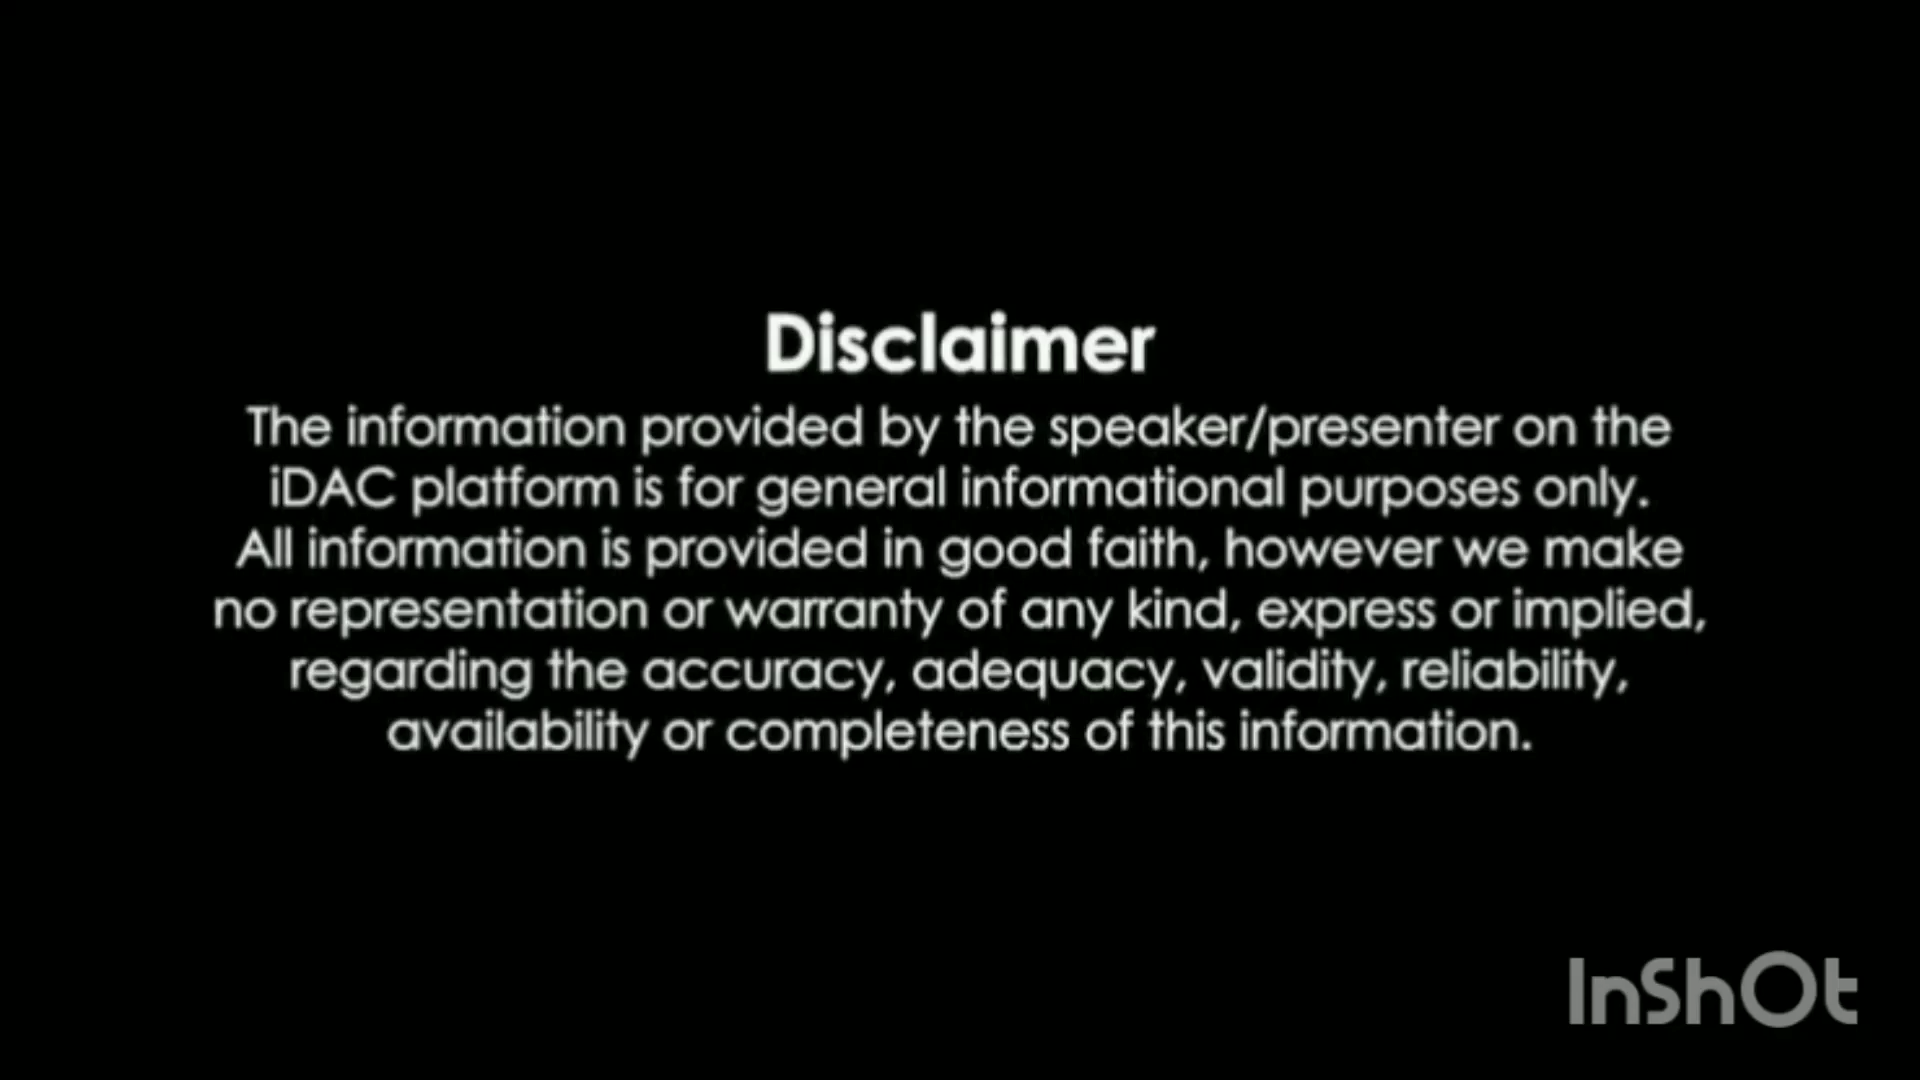 Disclaimer
The information provided by the speaker/presenter on the
iDAC platform is for general informational purposes only.
All information is provided in good faith, however we make
no representation or warranty of any kind, express or implied,
regarding the accuracy, adequacy, validity, reliability,
availability or completeness of this information.
InShOt